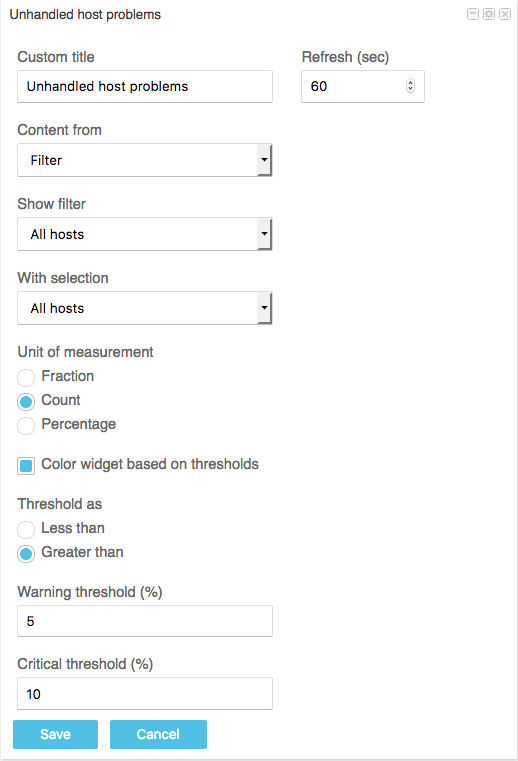 Unhandled host problems
Custom title
Refresh (sec)
Unhandled host problems
60
Content from
Filter
Show filter
All hosts
With selection
All hosts
Unit of measurement
Fraction
Count
Percentage
Color widget based on thresholds
Threshold as
Less than
Greater than
Warning threshold (%)
5
Critical threshold (%)
10
Save
Cancel